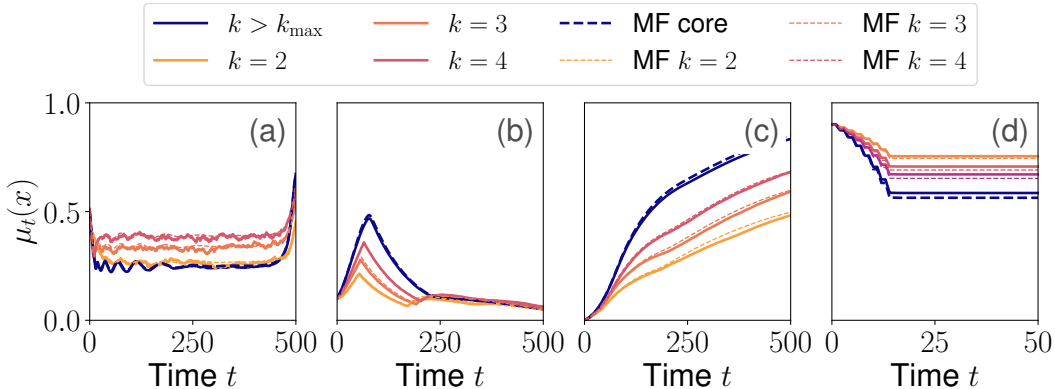 k > k_max k = 3 MF core MF k = 3
k = 2 k = 4 MF k = 2 MF k = 4
(a) (b) (c) (d)
1.0
0.5
0.0
μ_t(x)
0 250 500 0 250 500 0 250 500 0 25 50
Time t Time t Time t Time t